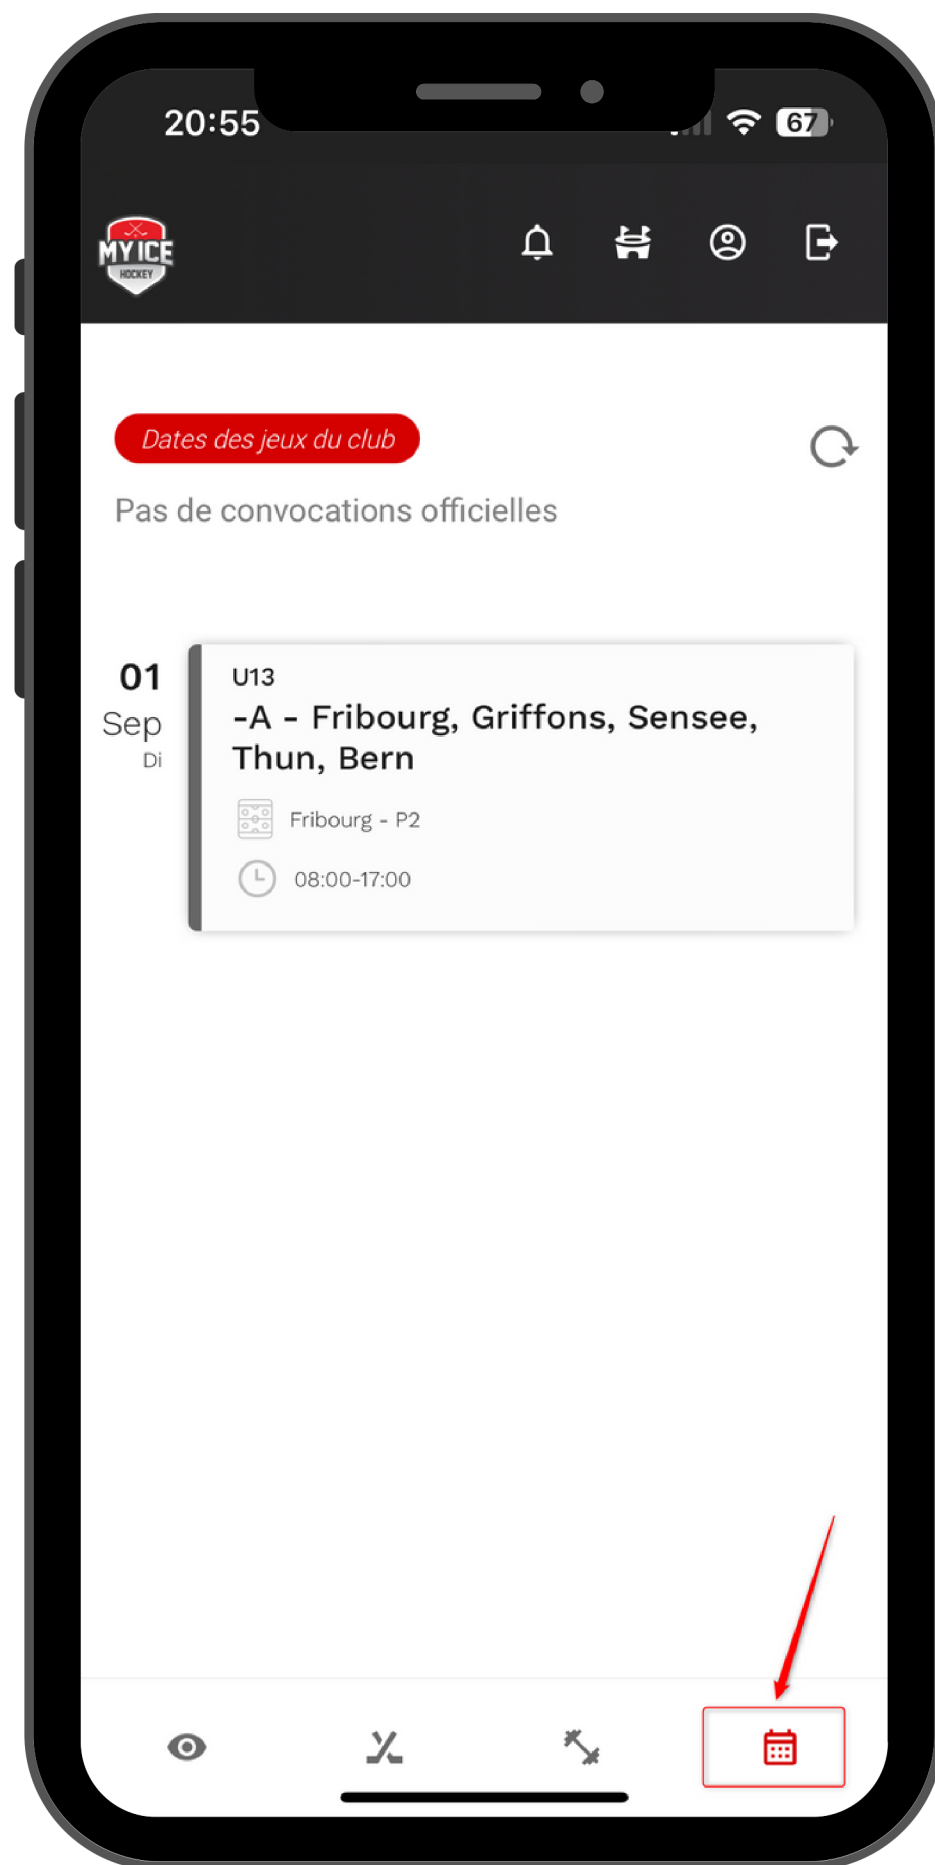 20:55
67
MY ICE
HOCKEY
Dates des jeux du club
Pas de convocations officielles
01
Sep
Di
U13
-A - Fribourg, Griffons, Sensee,
Thun, Bern
Fribourg - P2
08:00-17:00